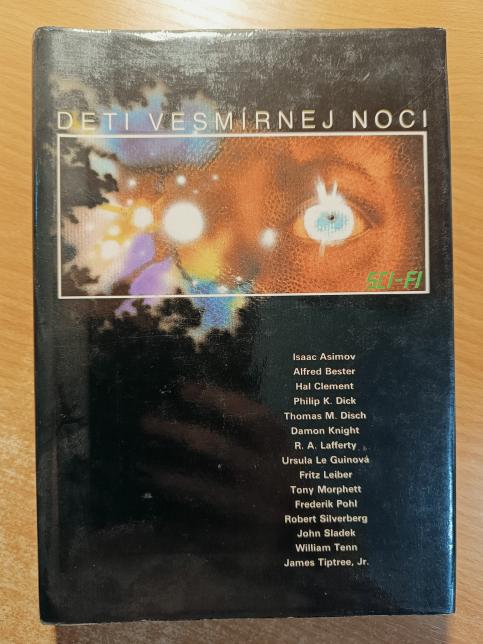 DETI VESMÍRNEJ NOCI
SCI-FI
Isaac Asimov
Alfred Bester
Hal Clement
Philip K. Dick
Thomas M. Disch
Damon Knight
R. A. Lafferty
Ursula Le Guinová
Fritz Leiber
Tony Morphett
Frederik Pohl
Robert Silverberg
John Sladek
William Tenn
James Tiptree, Jr.